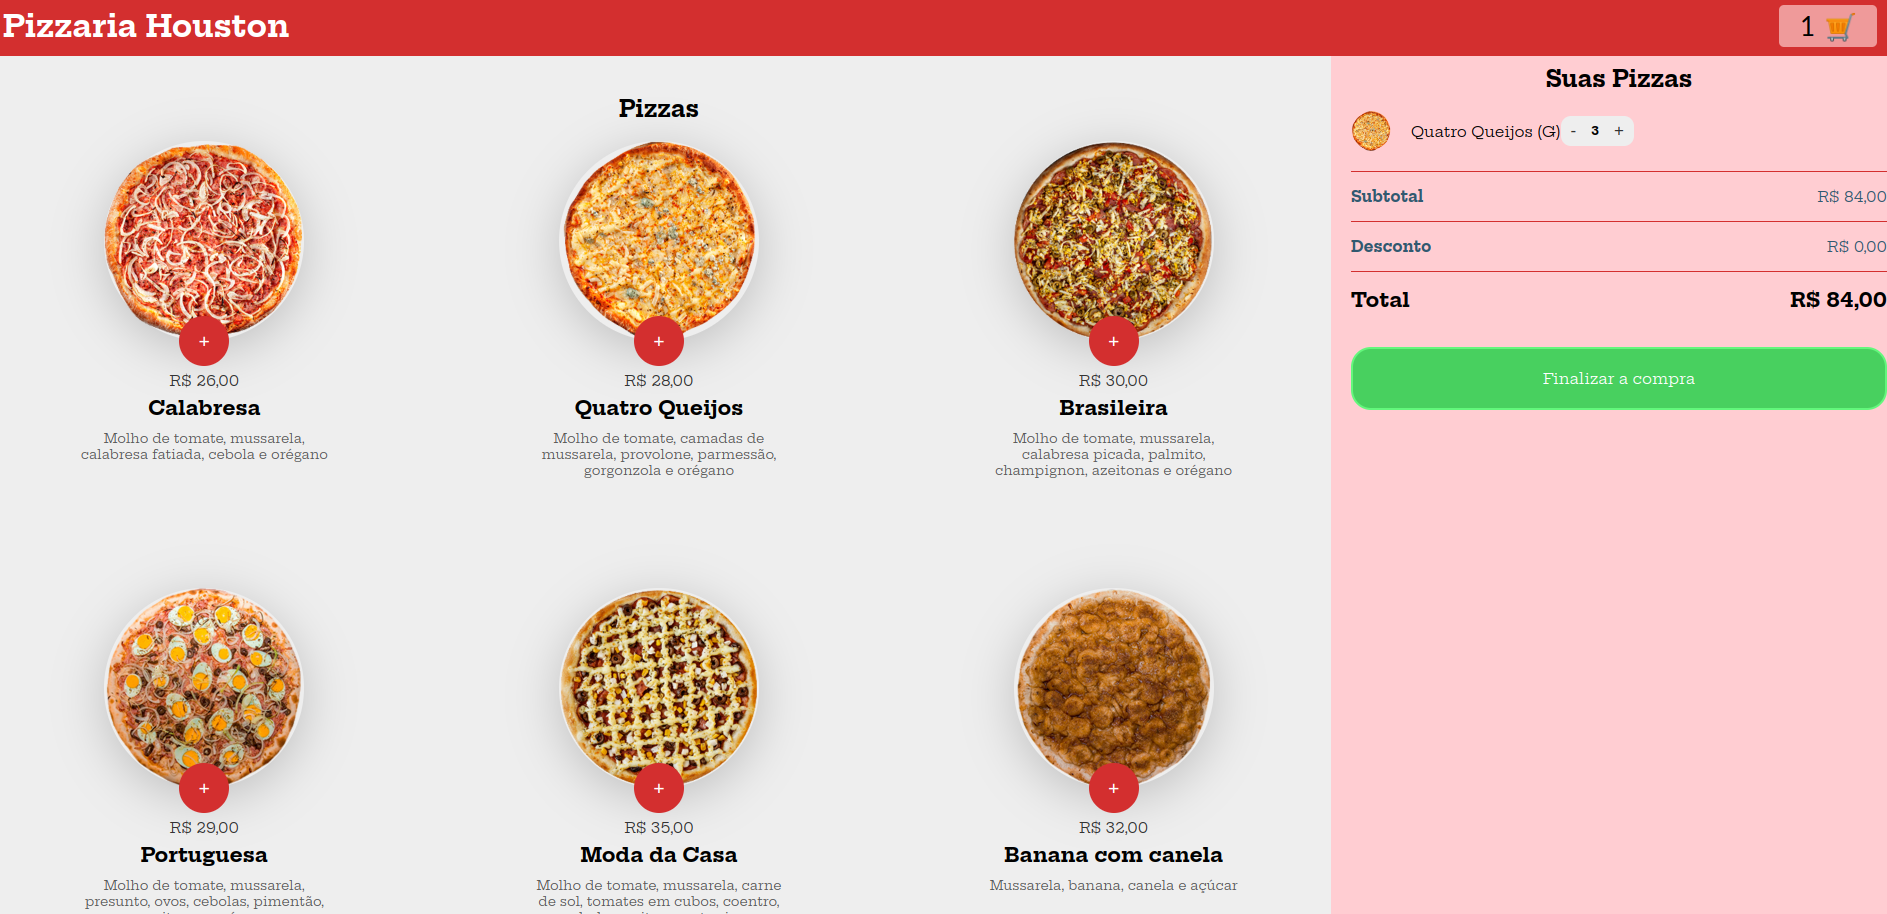 Pizzaria Houston
1
Pizzas
+
R$ 26,00
Calabresa
Molho de tomate, mussarela,
calabresa fatiada, cebola e orégano
+
R$ 28,00
Quatro Queijos
Molho de tomate, camadas de
mussarela, provolone, parmessão,
gorgonzola e orégano
+
R$ 30,00
Brasileira
Molho de tomate, mussarela,
calabresa picada, palmito,
champignon, azeitonas e orégano
+
R$ 29,00
Portuguesa
Molho de tomate, mussarela,
presunto, ovos, cebolas, pimentão,
+
R$ 35,00
Moda da Casa
Molho de tomate, mussarela, carne
de sol, tomates em cubos, coentro,
+
R$ 32,00
Banana com canela
Mussarela, banana, canela e açúcar
Suas Pizzas
Quatro Queijos (G) - 3 +
Subtotal R$ 84,00
Desconto R$ 0,00
Total R$ 84,00
Finalizar a compra